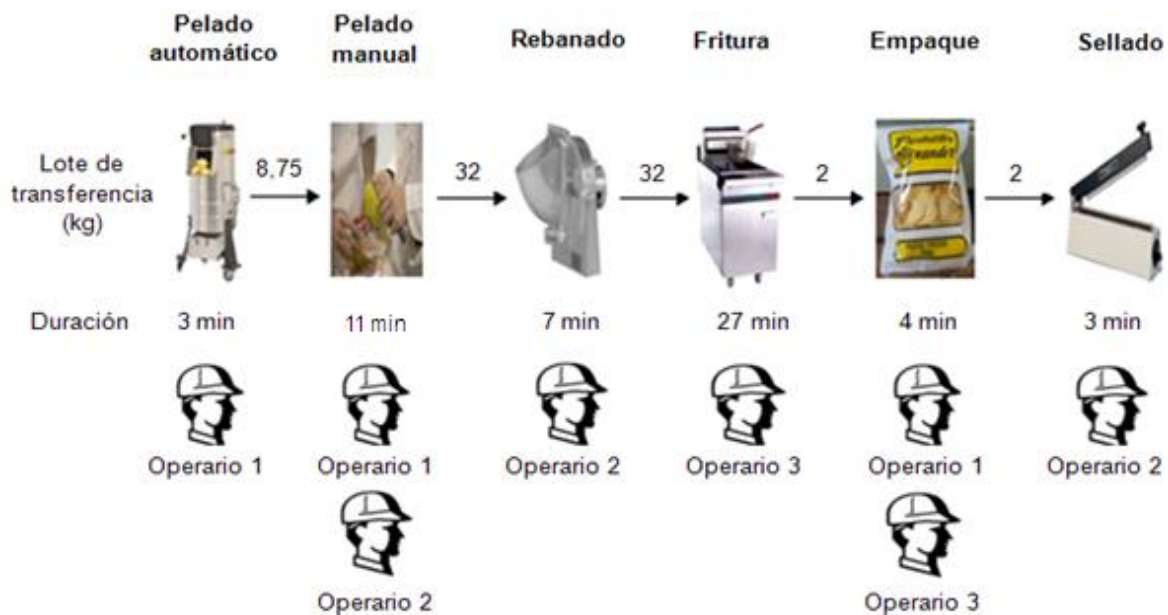 Pelado
automático
Pelado
manual
Rebanado
Fritura
Empaque
Sellado
Lote de
transferencia
(kg)
8,75
32
32
2
2
Duración
3 min
11 min
7 min
27 min
4 min
3 min
Operario 1
Operario 1
Operario 2
Operario 3
Operario 1
Operario 2
Operario 2
Operario 3